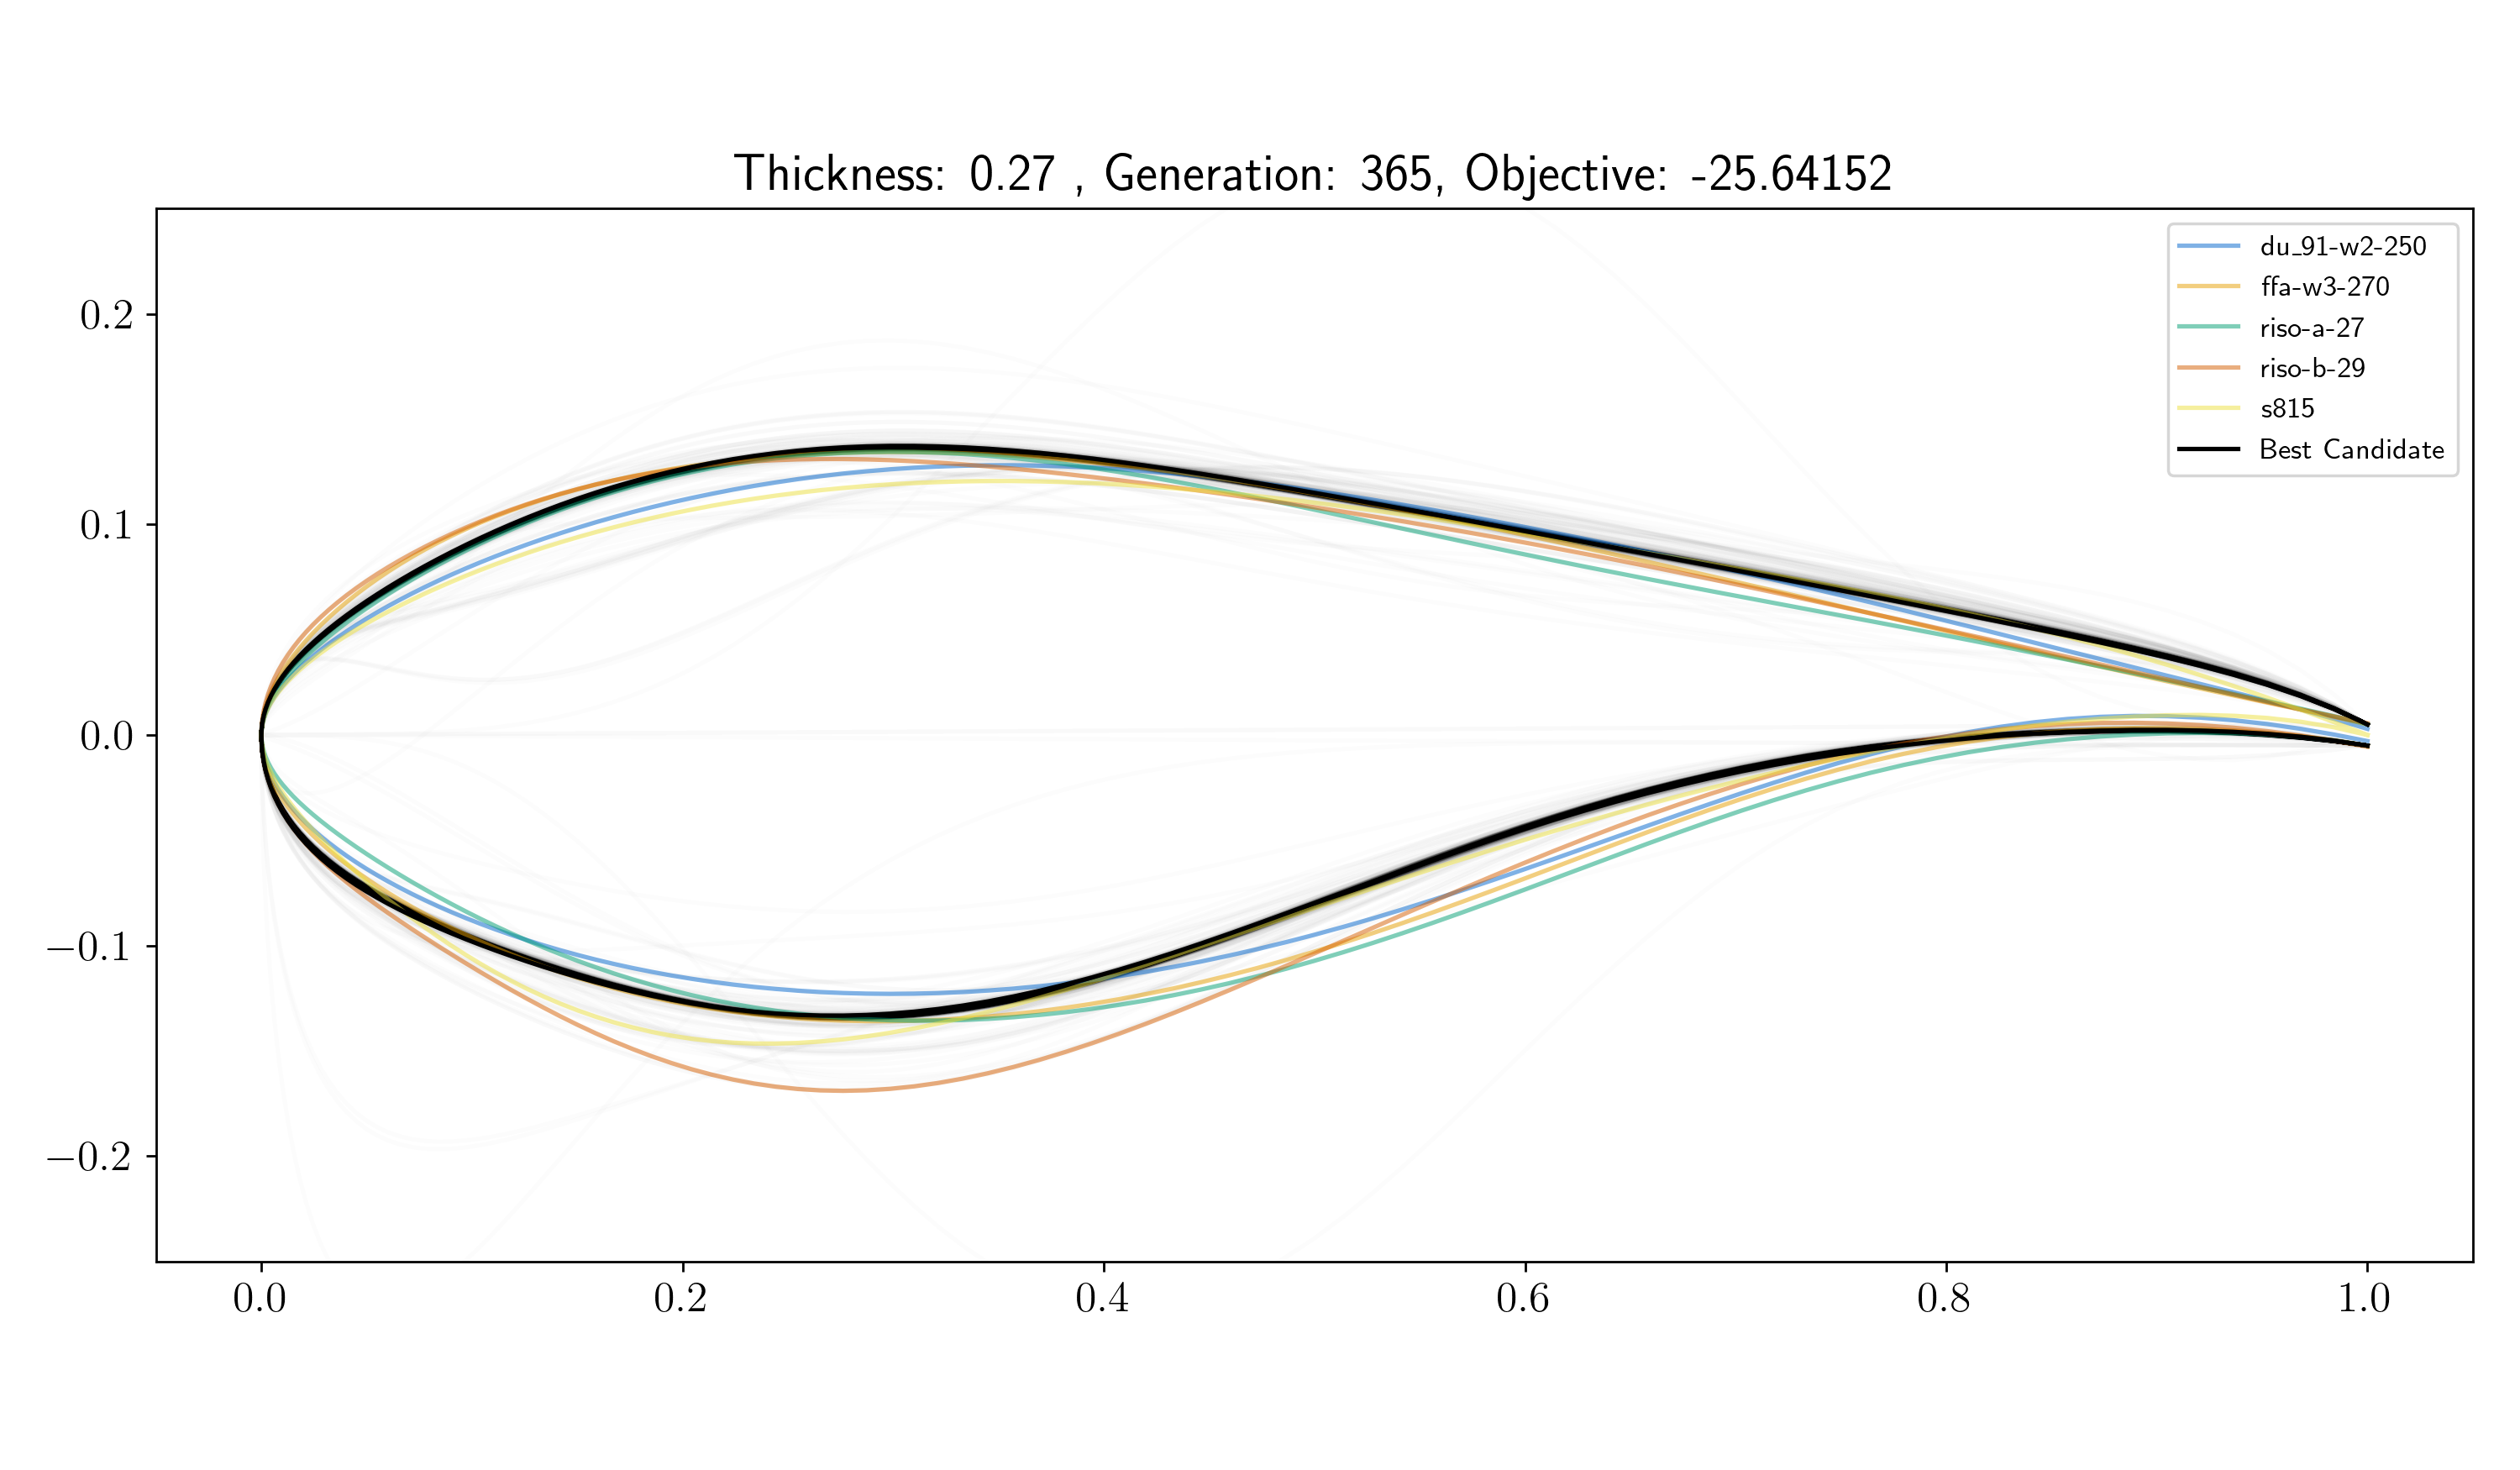 Thickness: 0.27 , Generation: 365, Objective: -25.64152
du_91-w2-250
ffa-w3-270
riso-a-27
riso-b-29
s815
Best Candidate
0.2
0.1
0.0
−0.1
−0.2
0.0 0.2 0.4 0.6 0.8 1.0